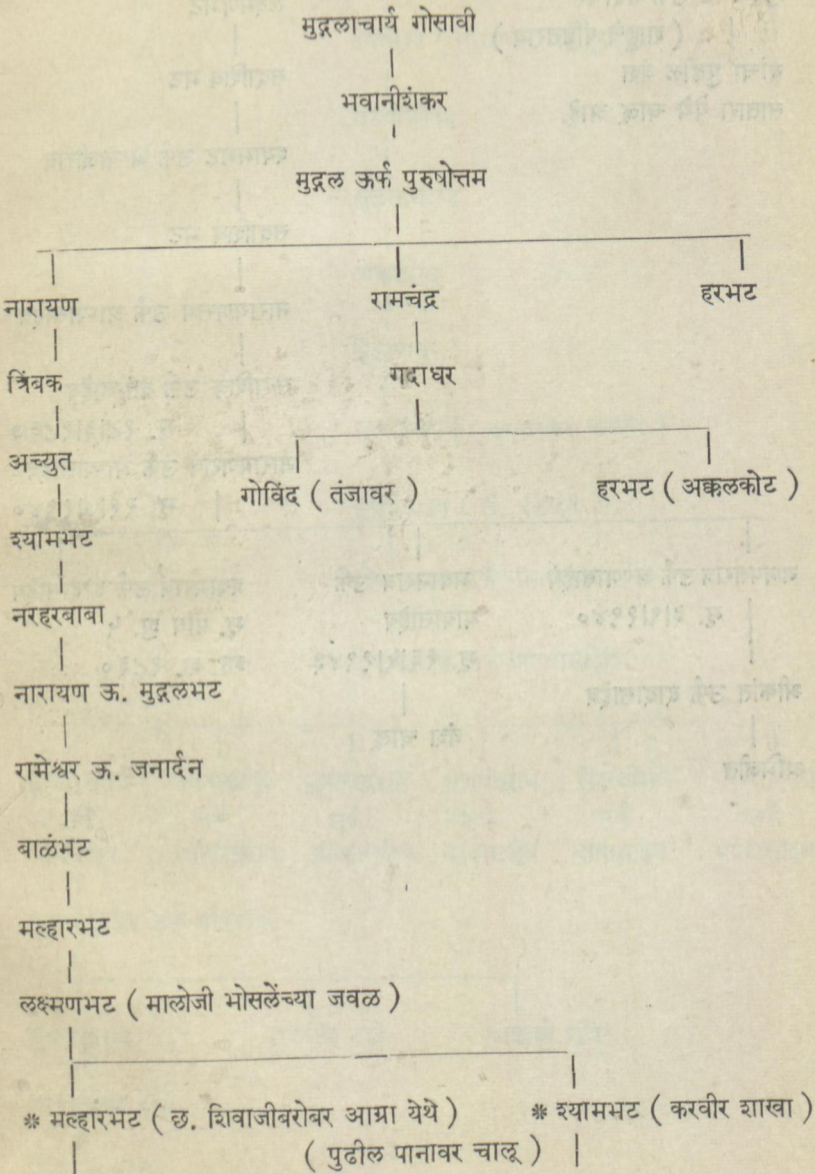 मुद्गलाचार्य गोसावी
भवानीशंकर
मुद्गल ऊर्फ पुरुषोत्तम
नारायण रामचंद्र हरभट
त्रिंबक गदाधर
अच्युत
गोविंद ( तंजावर ) हरभट ( अक्कलकोट )
श्यामभट
नरहरबाबा
नारायण ऊ. मुद्गलभट
रामेश्वर ऊ. जनार्दन
बाळंभट
मल्हारभट
लक्ष्मणभट ( मालोजी भोसलेंच्या जवळ )
* मल्हारभट ( छ. शिवाजीबरोबर आग्रा येथे ) * श्यामभट ( करवीर शाखा )
( पुढील पानावर चालू )